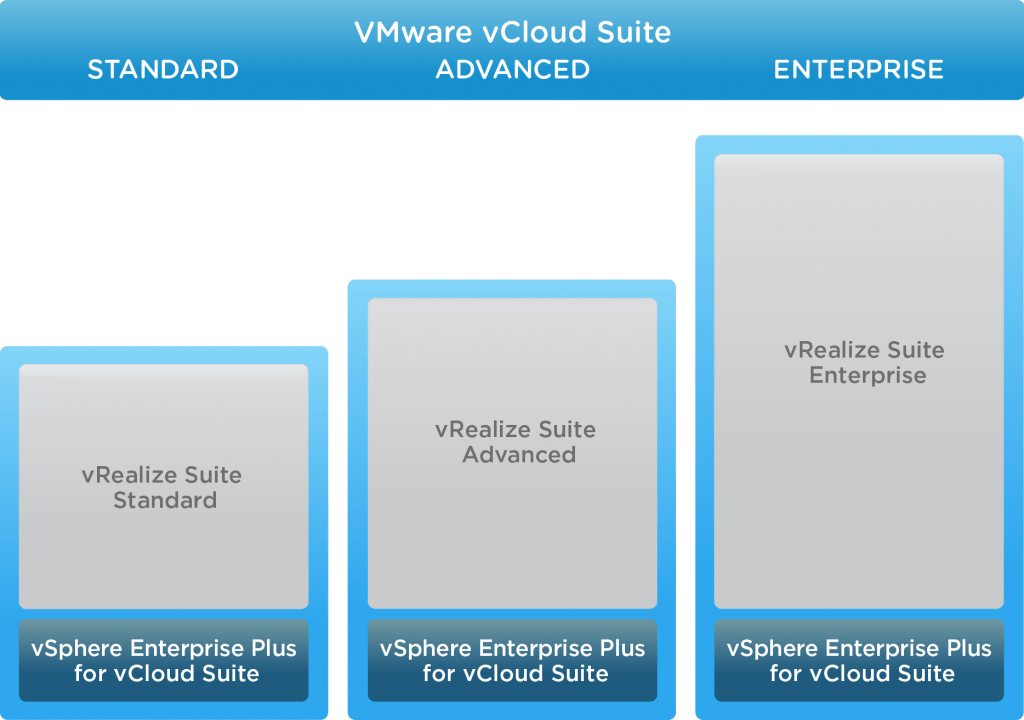 VMware vCloud Suite
STANDARD
ADVANCED
ENTERPRISE
vRealize Suite
Standard
vSphere Enterprise Plus
for vCloud Suite
vRealize Suite
Advanced
vSphere Enterprise Plus
for vCloud Suite
vRealize Suite
Enterprise
vSphere Enterprise Plus
for vCloud Suite